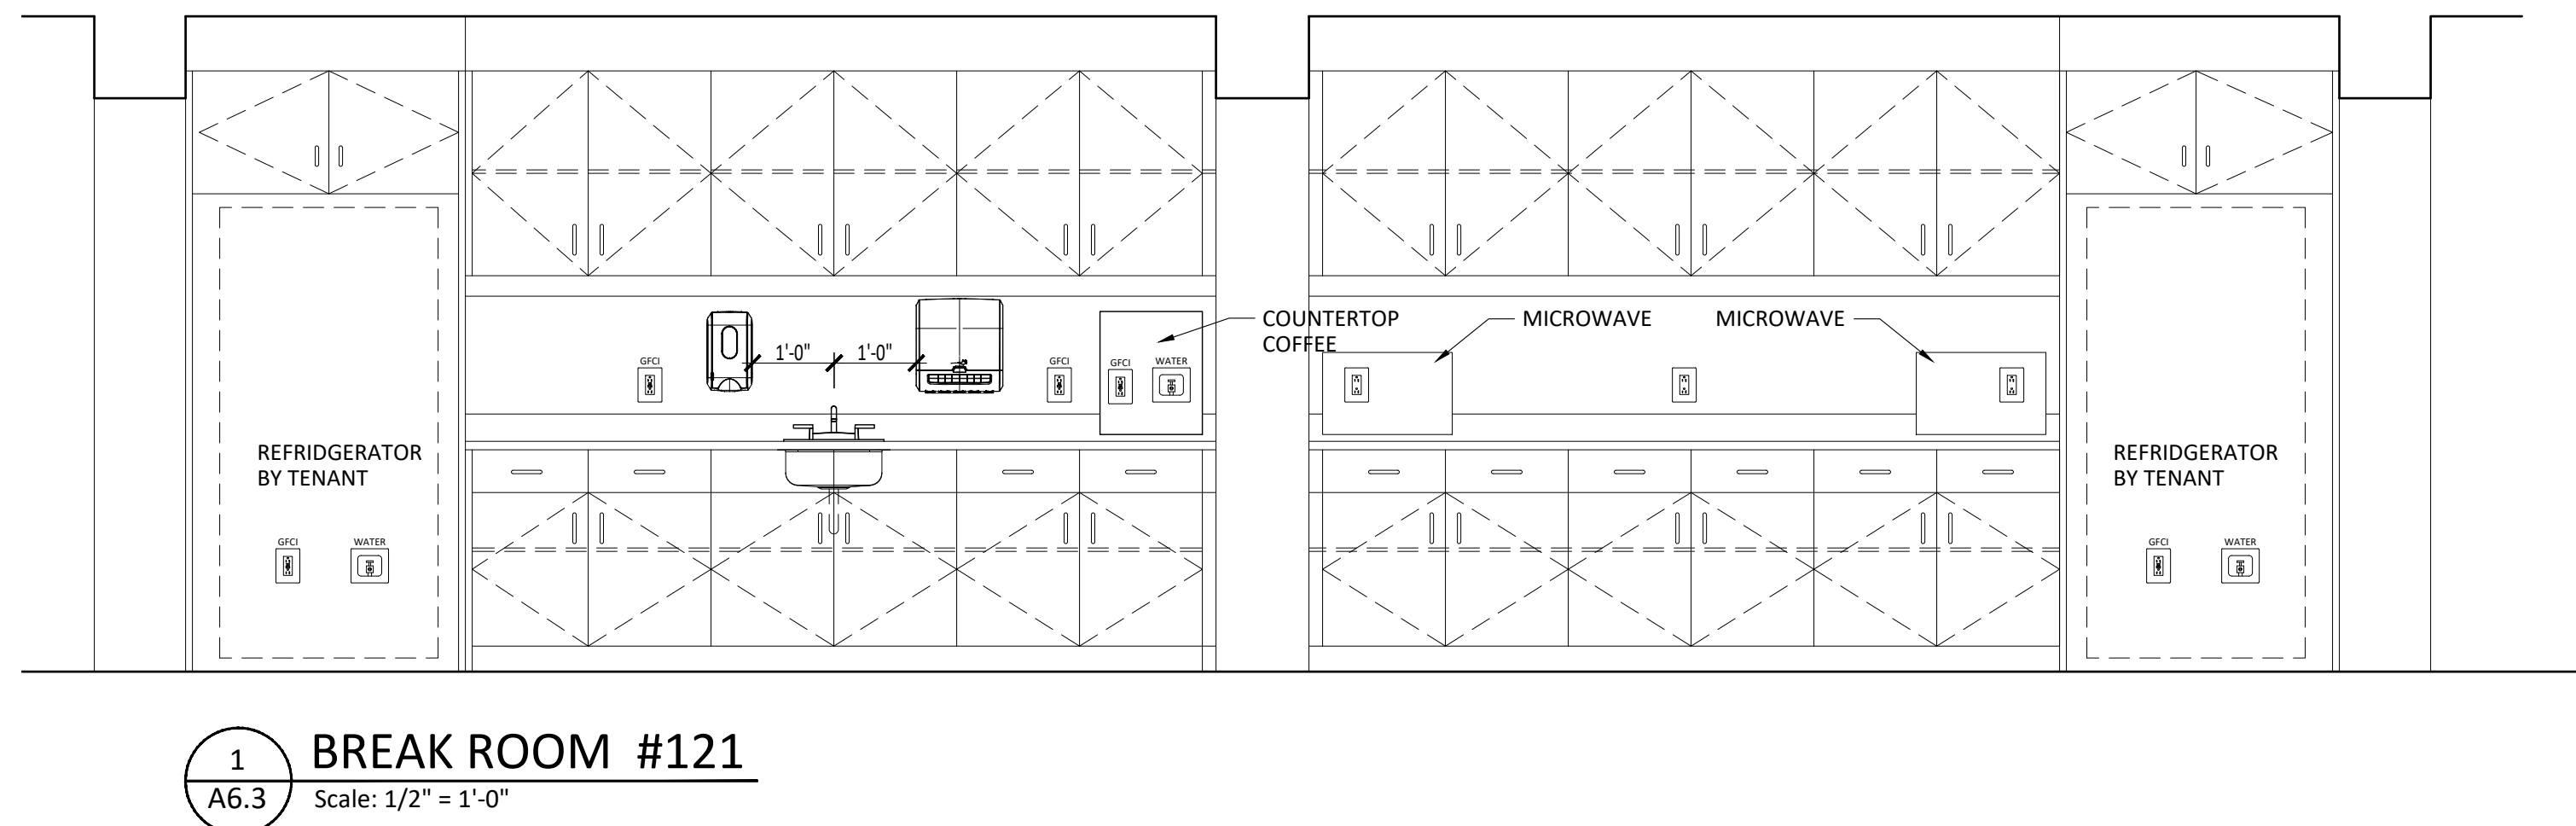 COUNTERTOP
COFFEE
MICROWAVE
MICROWAVE
GFCI
1'-0"
1'-0"
GFCI
GFCI
WATER
REFRIDGERATOR
BY TENANT
GFCI
WATER
REFRIDGERATOR
BY TENANT
GFCI
WATER
1
A6.3
BREAK ROOM #121
Scale: 1/2" = 1'-0"